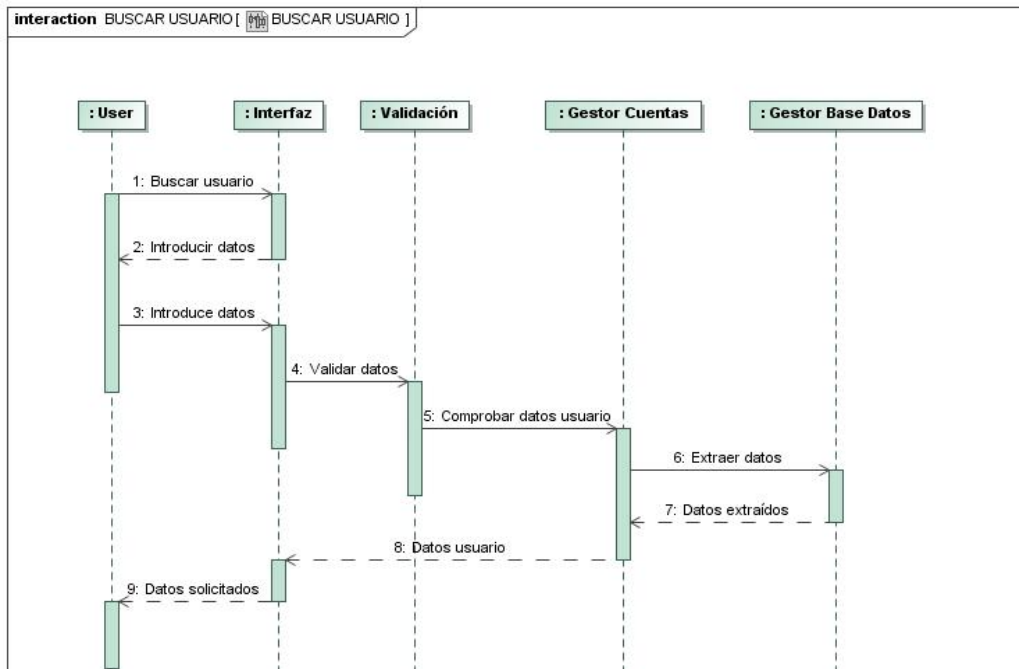 interaction BUSCAR USUARIO [ BUSCAR USUARIO ]
: User
: Interfaz
: Validación
: Gestor Cuentas
: Gestor Base Datos
1: Buscar usuario
2: Introducir datos
3: Introduce datos
4: Validar datos
5: Comprobar datos usuario
6: Extraer datos
7: Datos extraídos
8: Datos usuario
9: Datos solicitados